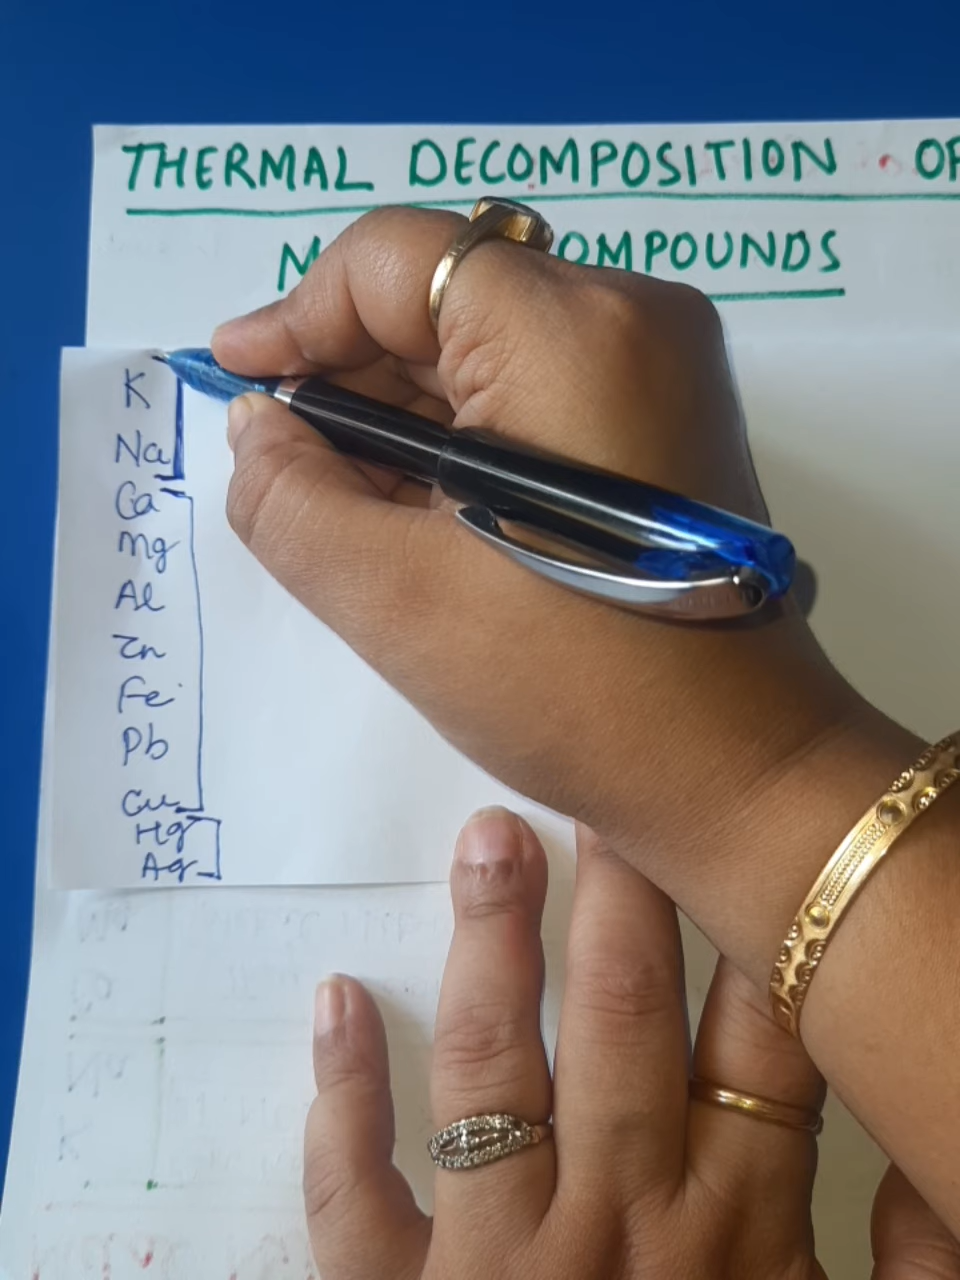 THERMAL DECOMPOSITION OF
M OMPOUNDS
K
Na
Ca
Mg
Al
Zn
Fe
Pb
Cu
Hg
Ag